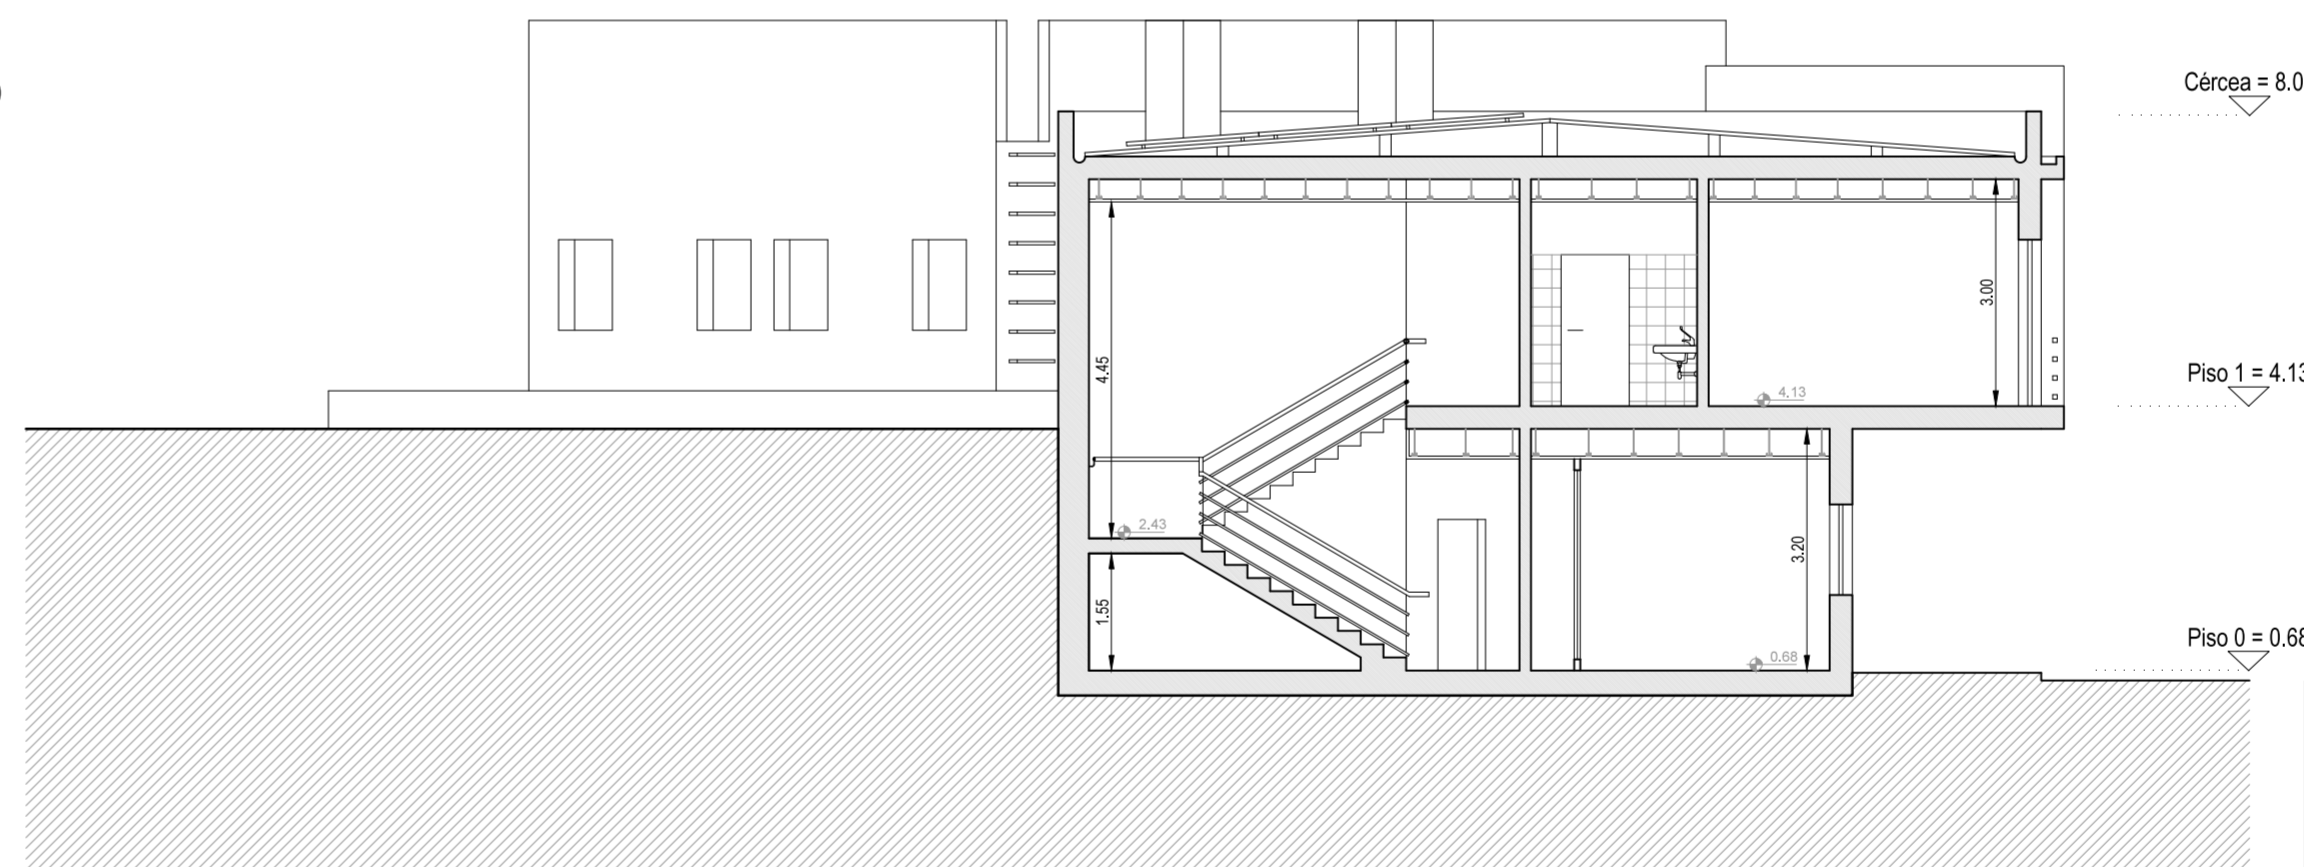 Cércea = 8.0
3.00
Piso 1 = 4.13
4.45
4.13
2.43
3.20
1.55
0.68
Piso 0 = 0.68